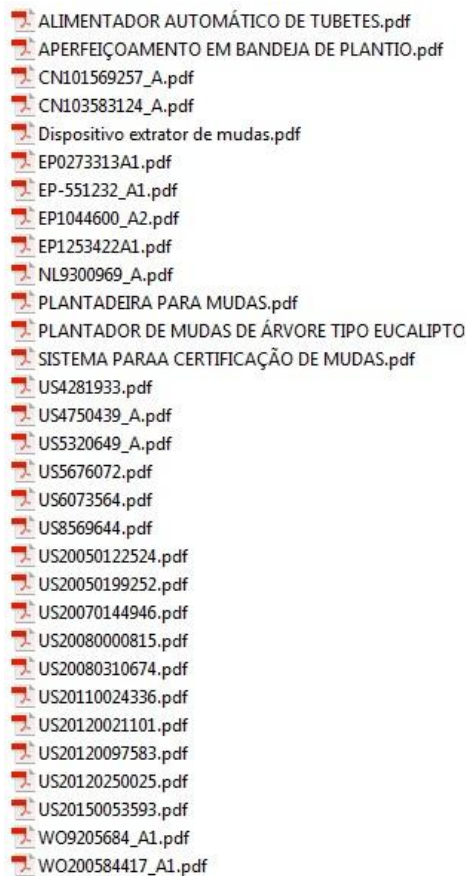 ALIMENTADOR AUTOMÁTICO DE TUBETES.pdf
APERFEIÇOAMENTO EM BANDEJA DE PLANTIO.pdf
CN101569257_A.pdf
CN103583124_A.pdf
Dispositivo extrator de mudas.pdf
EP0273313A1.pdf
EP-551232_A1.pdf
EP1044600_A2.pdf
EP1253422A1.pdf
NL9300969_A.pdf
PLANTADEIRA PARA MUDAS.pdf
PLANTADOR DE MUDAS DE ÁRVORE TIPO EUCALIPTO
SISTEMA PARAA CERTIFICAÇÃO DE MUDAS.pdf
US4281933.pdf
US4750439_A.pdf
US5320649_A.pdf
US5676072.pdf
US6073564.pdf
US8569644.pdf
US20050122524.pdf
US20050199252.pdf
US20070144946.pdf
US20080000815.pdf
US20080310674.pdf
US20110024336.pdf
US20120021101.pdf
US20120097583.pdf
US20120250025.pdf
US20150053593.pdf
WO9205684_A1.pdf
WO200584417_A1.pdf